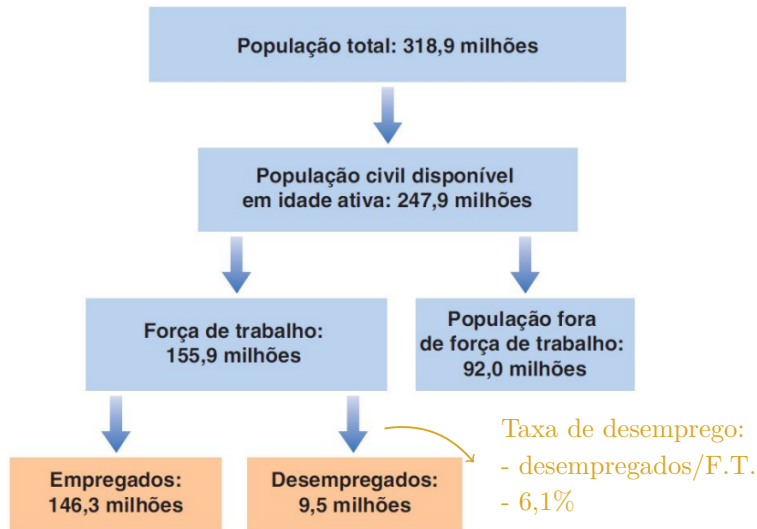 População total: 318,9 milhões
População civil disponível
em idade ativa: 247,9 milhões
Força de trabalho:
155,9 milhões
População fora
de força de trabalho:
92,0 milhões
Empregados:
146,3 milhões
Desempregados:
9,5 milhões
Taxa de desemprego:
- desempregados/F.T.
- 6,1%